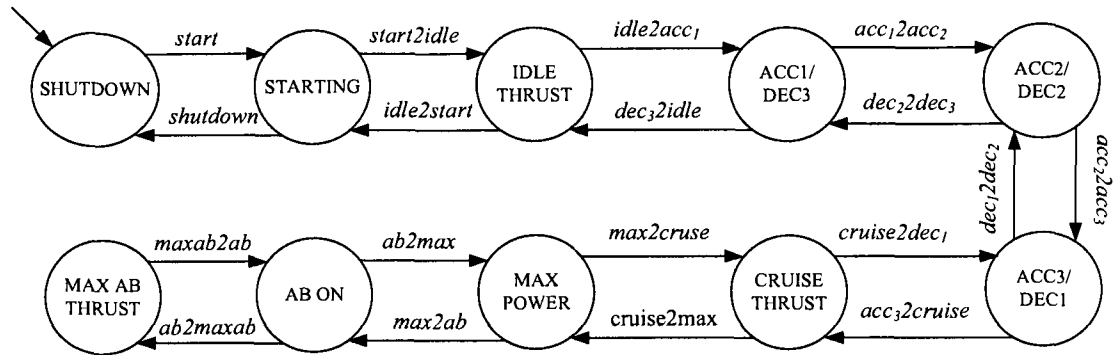 start
start2idle
idle2acc₁
acc₁2acc₂
SHUTDOWN
STARTING
IDLE
THRUST
ACC1/
DEC3
ACC2/
DEC2
shutdown
idle2start
dec₃2idle
dec₂2dec₃
dec₁2dec₂
acc₂2acc₃
maxab2ab
ab2max
max2cruse
cruise2dec₁
MAX AB
THRUST
AB ON
MAX
POWER
CRUISE
THRUST
ACC3/
DEC1
ab2maxab
max2ab
cruise2max
acc₃2cruise